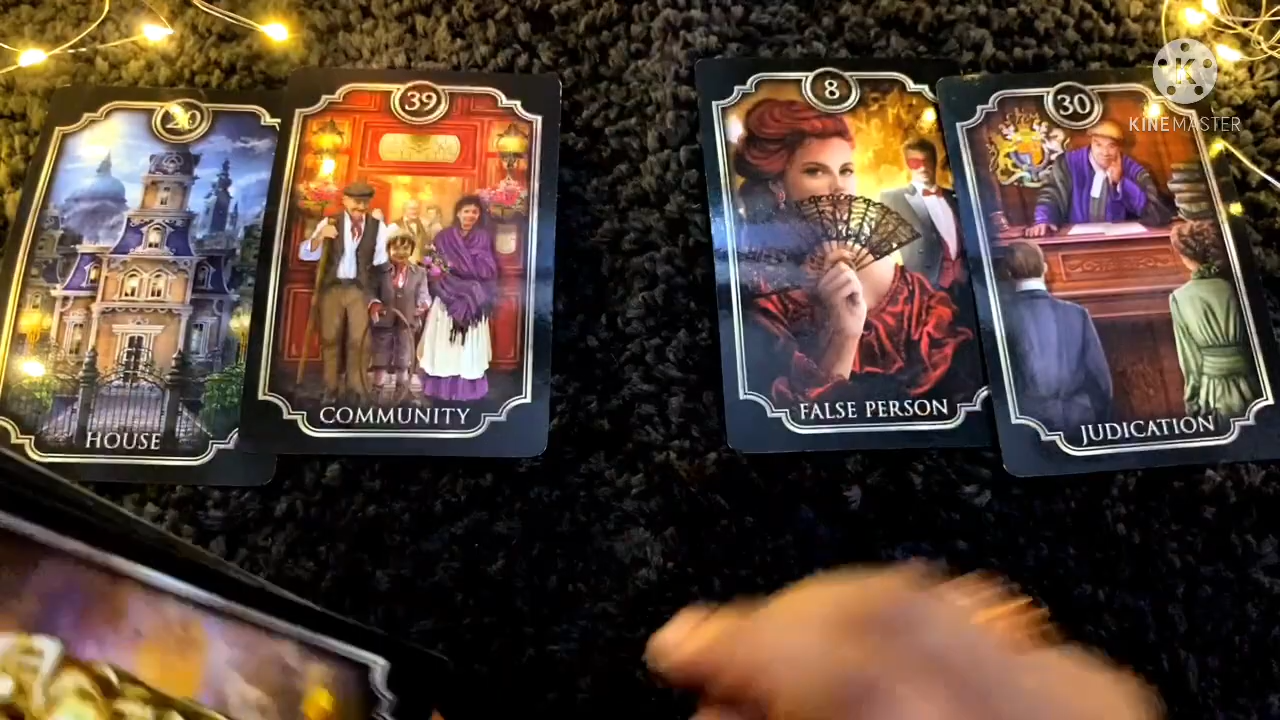 20
HOUSE
39
COMMUNITY
8
FALSE PERSON
30
JUDICATION
K
KINEMASTER